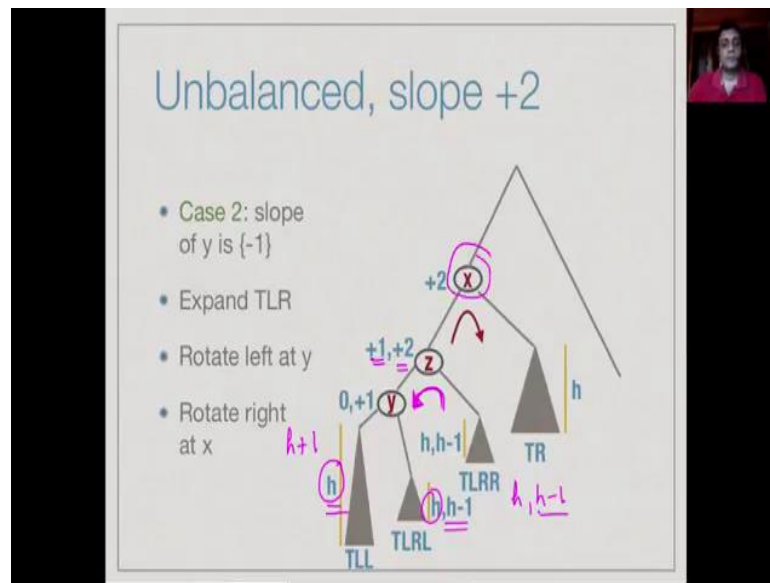 Unbalanced, slope +2
• Case 2: slope
of y is {-1}
• Expand TLR
• Rotate left at y
• Rotate right
at x
+2 x
+1,+2 z
0,+1 y
h+1
h
h,h-1
h
TR
TLRR
h,h-1
h,h-1
TLRL
TLL